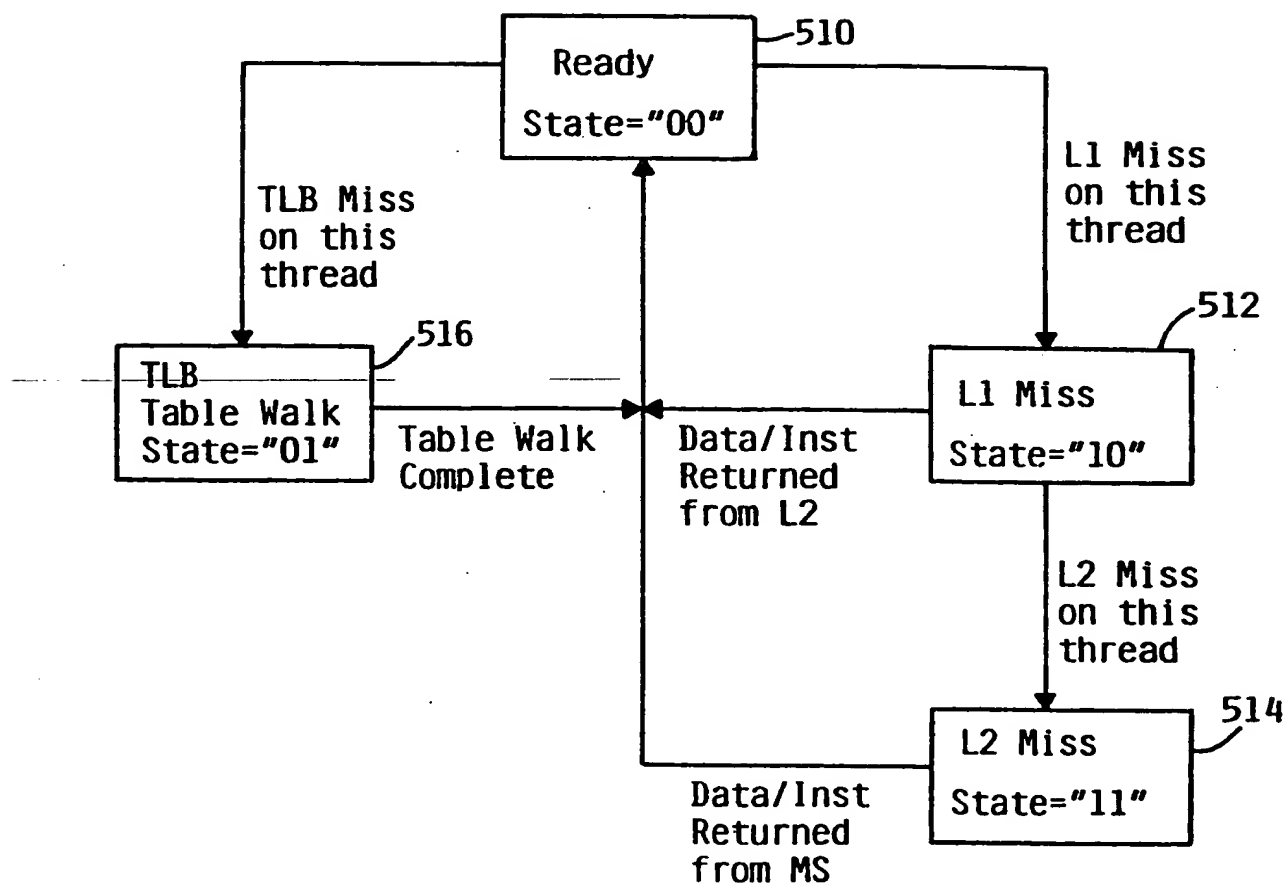 510
Ready
State="00"
TLB Miss
on this
thread
L1 Miss
on this
thread
516
TLB
Table Walk
State="01"
512
L1 Miss
State="10"
Table Walk
Complete
Data/Inst
Returned
from L2
L2 Miss
on this
thread
514
L2 Miss
State="11"
Data/Inst
Returned
from MS